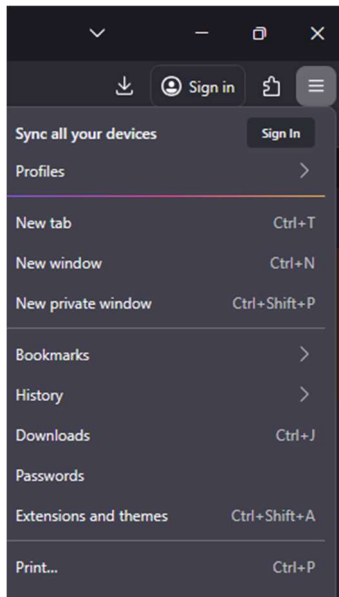 Sign in
Sync all your devices Sign In
Profiles
New tab Ctrl+T
New window Ctrl+N
New private window Ctrl+Shift+P
Bookmarks
History
Downloads Ctrl+J
Passwords
Extensions and themes Ctrl+Shift+A
Print... Ctrl+P